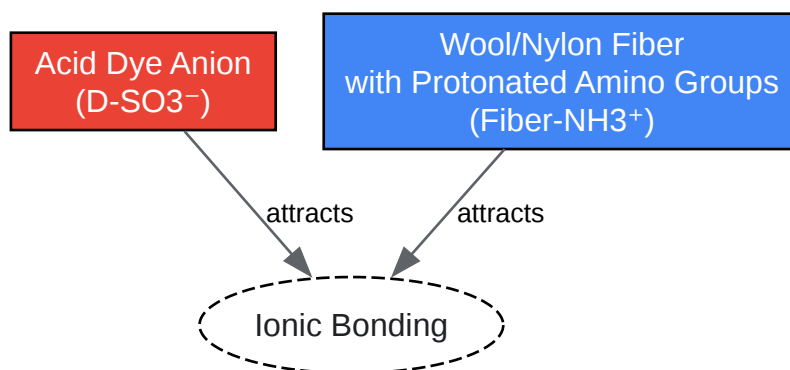 Acid Dye Anion
(D-SO3⁻)
Wool/Nylon Fiber
with Protonated Amino Groups
(Fiber-NH3⁺)
attracts
attracts
Ionic Bonding